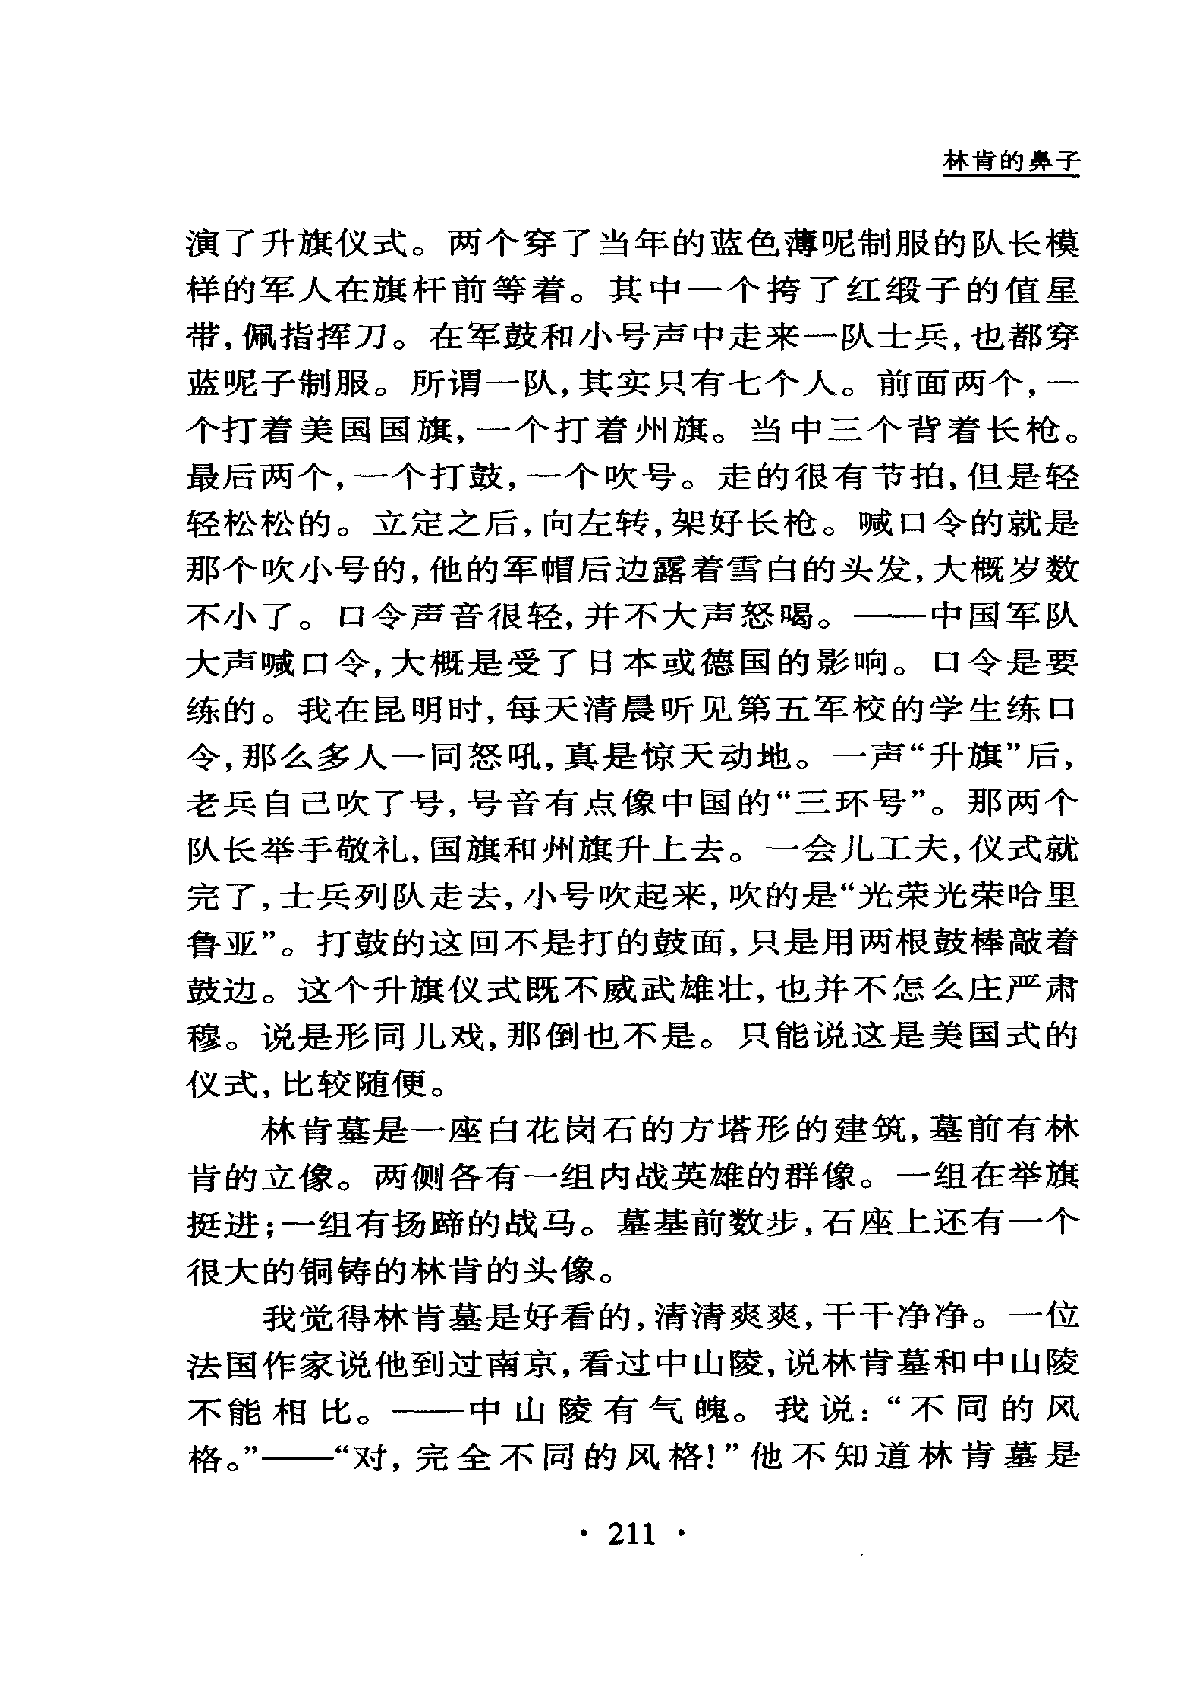 林肯的鼻子
演了升旗仪式。两个穿了当年的蓝色薄呢制服的队长模
样的军人在旗杆前等着。其中一个挎了红缎子的值星
带,佩指挥刀。在军鼓和小号声中走来一队士兵,也都穿
蓝呢子制服。所谓一队,其实只有七个人。前面两个,一
个打着美国国旗,一个打着州旗。当中三个背着长枪。
最后两个,一个打鼓,一个吹号。走的很有节拍,但是轻
轻松松的。立定之后,向左转,架好长枪。喊口令的就是
那个吹小号的,他的军帽后边露着雪白的头发,大概岁数
不小了。口令声音很轻,并不大声怒喝。——中国军队
大声喊口令,大概是受了日本或德国的影响。口令是要
练的。我在昆明时,每天清晨听见第五军校的学生练口
令,那么多人一同怒吼,真是惊天动地。一声“升旗”后,
老兵自己吹了号,号音有点像中国的“三环号”。那两个
队长举手敬礼,国旗和州旗升上去。一会儿工夫,仪式就
完了,士兵列队走去,小号吹起来,吹的是“光荣光荣哈里
鲁亚”。打鼓的这回不是打的鼓面,只是用两根鼓棒敲着
鼓边。这个升旗仪式既不威武雄壮,也并不怎么庄严肃
穆。说是形同儿戏,那倒也不是。只能说这是美国式的
仪式,比较随便。
林肯墓是一座白花岗石的方塔形的建筑,墓前有林
肯的立像。两侧各有一组内战英雄的群像。一组在举旗
挺进;一组有扬蹄的战马。墓基前数步,石座上还有一个
很大的铜铸的林肯的头像。
我觉得林肯墓是好看的,清清爽爽,干干净净。一位
法国作家说他到过南京,看过中山陵,说林肯墓和中山陵
不能相比。——中山陵有气魄。我说:“不同的风
格。”——“对,完全不同的风格!”他不知道林肯墓是
· 211 ·